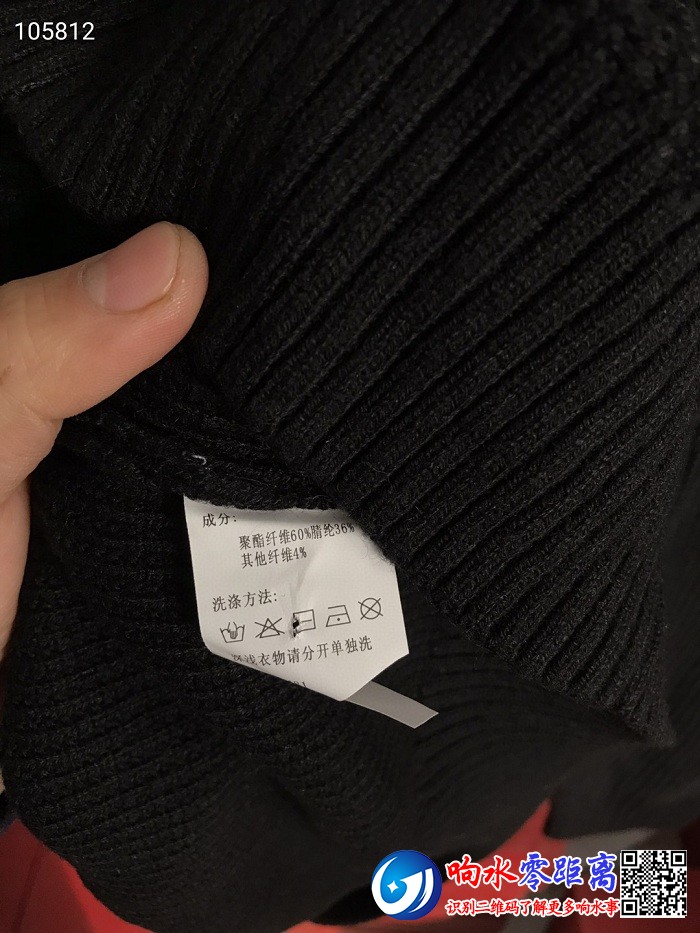 105812
成分:
聚酯纤维60%腈纶36%
其他纤维4%
洗涤方法:
浅衣物请分开单独洗
响水零距离
识别二维码了解更多响水事